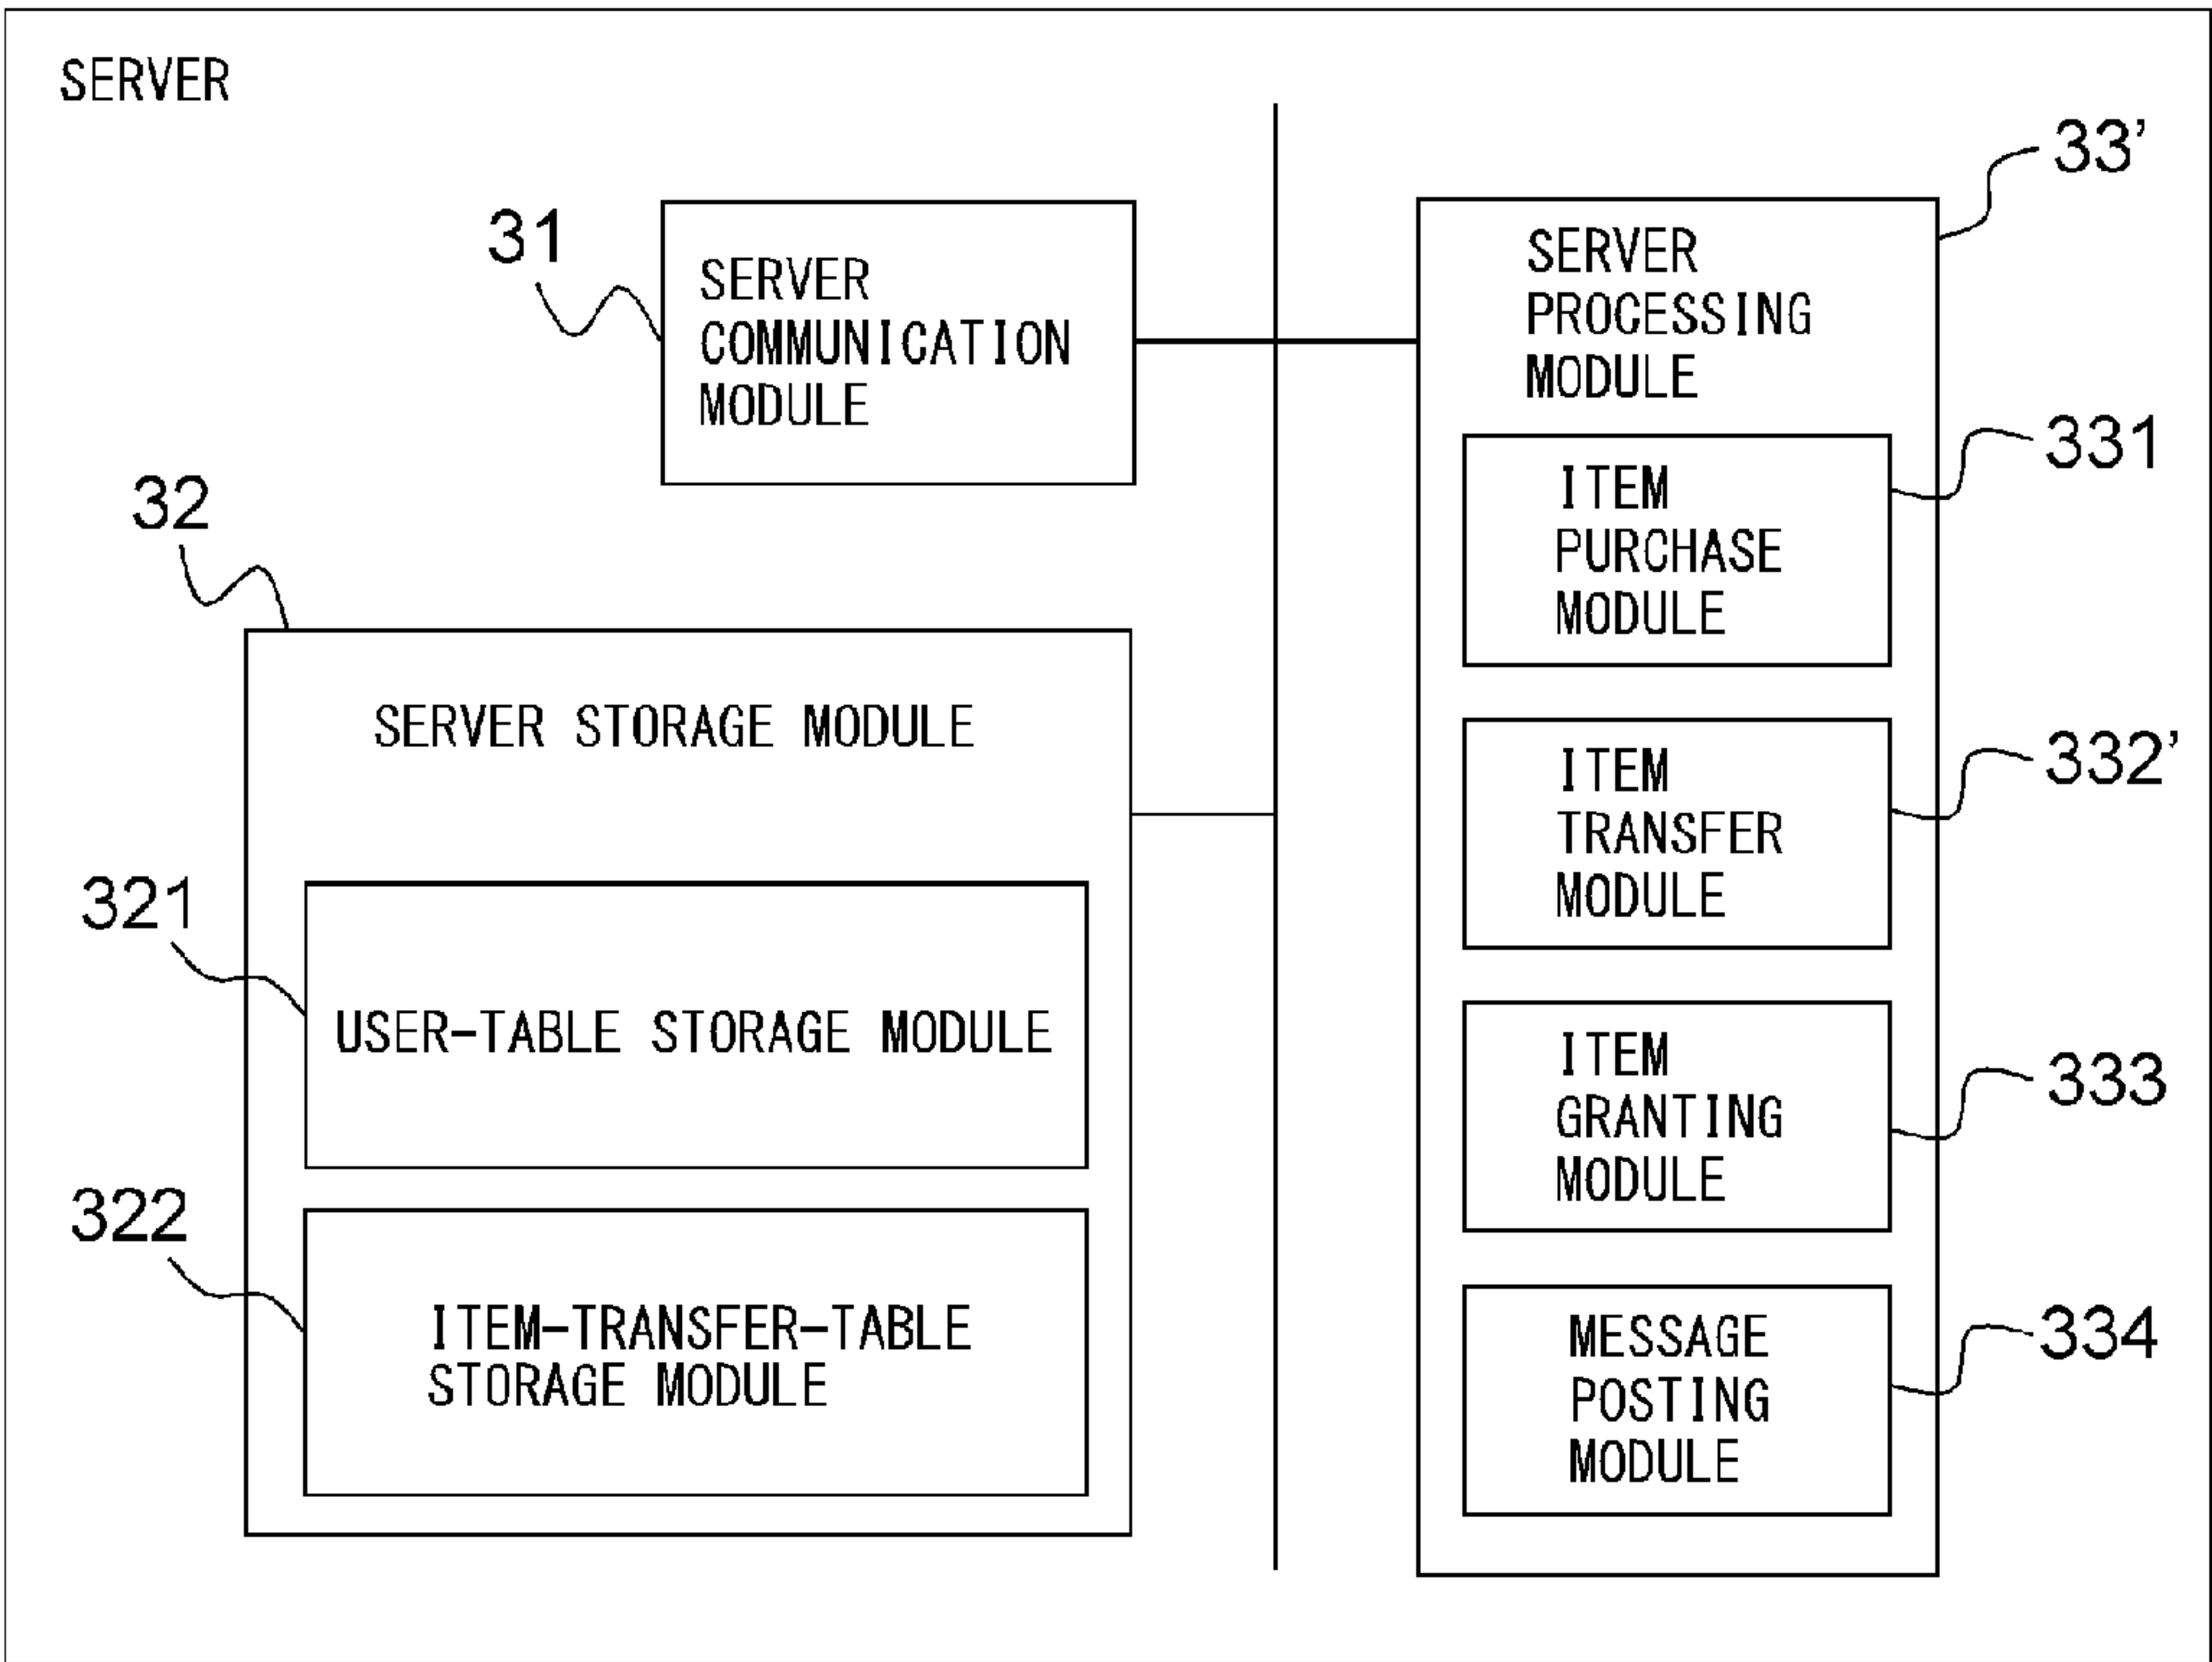 SERVER
31
SERVER
COMMUNICATION
MODULE
32
SERVER STORAGE MODULE
321
USER-TABLE STORAGE MODULE
322
ITEM-TRANSFER-TABLE
STORAGE MODULE
33’
SERVER
PROCESSING
MODULE
331
ITEM
PURCHASE
MODULE
332’
ITEM
TRANSFER
MODULE
333
ITEM
GRANTING
MODULE
334
MESSAGE
POSTING
MODULE